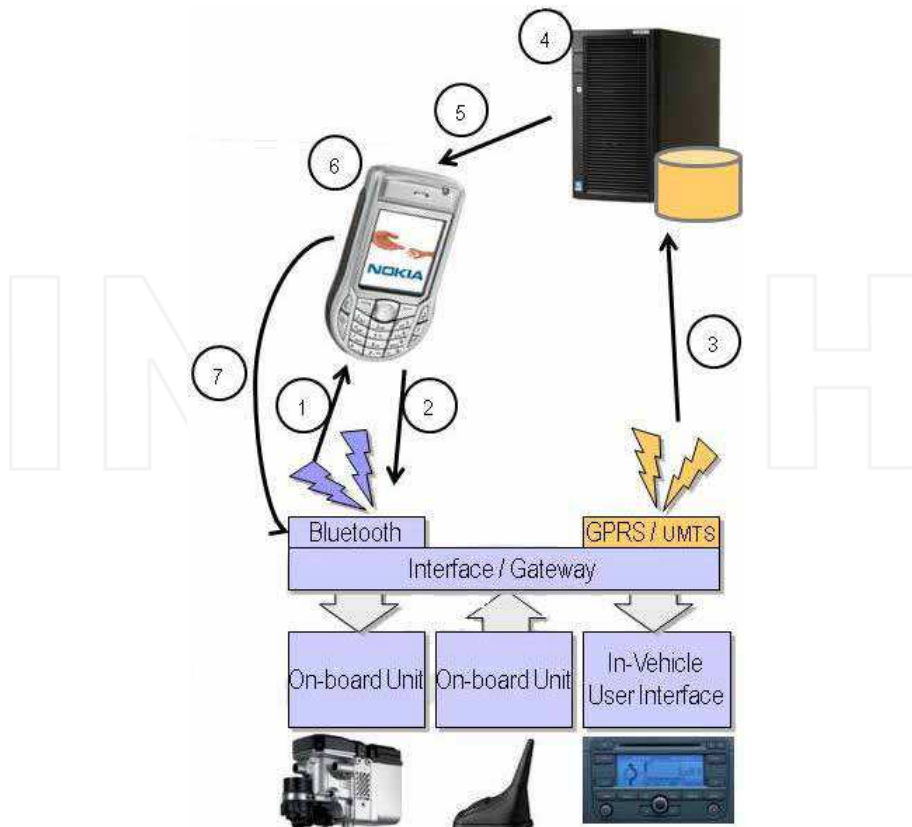 4
5
6
NOKIA
3
7
1
2
Bluetooth
GPRS / UMTS
Interface / Gateway
On-board Unit
On-board Unit
In-Vehicle
User Interface
IN
H